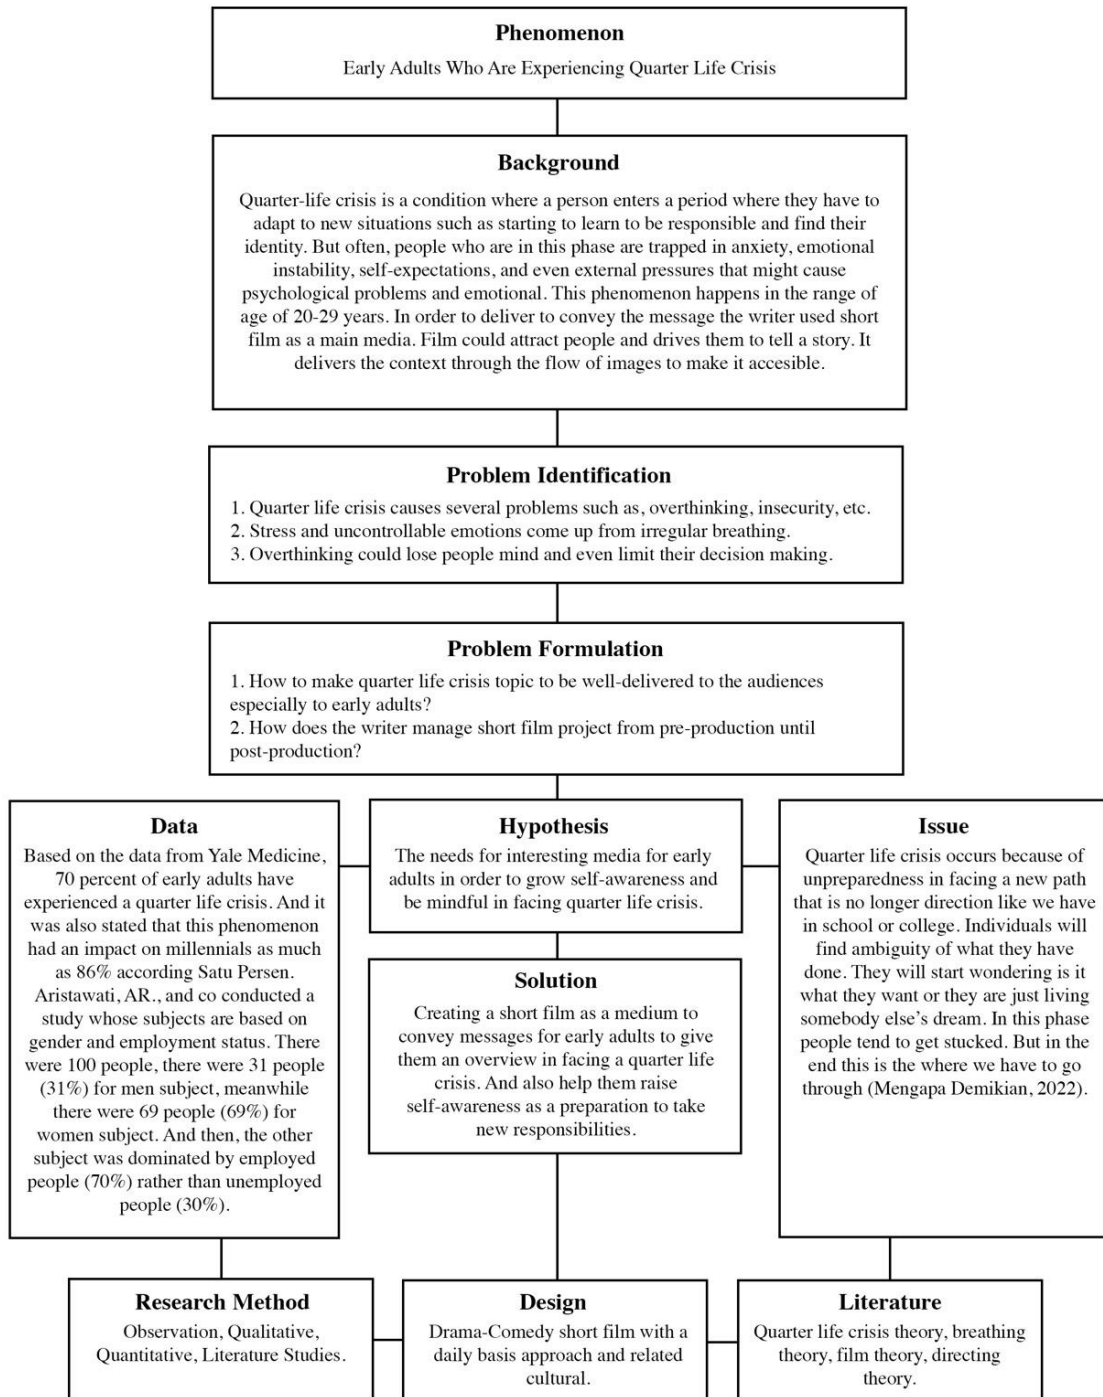 Phenomenon
Early Adults Who Are Experiencing Quarter Life Crisis
Background
Quarter-life crisis is a condition where a person enters a period where they have to
adapt to new situations such as starting to learn to be responsible and find their
identity. But often, people who are in this phase are trapped in anxiety, emotional
instability, self-expectations, and even external pressures that might cause
psychological problems and emotional. This phenomenon happens in the range of
age of 20-29 years. In order to deliver to convey the message the writer used short
film as a main media. Film could attract people and drives them to tell a story. It
delivers the context through the flow of images to make it accesible.
Problem Identification
1. Quarter life crisis causes several problems such as, overthinking, insecurity, etc.
2. Stress and uncontrollable emotions come up from irregular breathing.
3. Overthinking could lose people mind and even limit their decision making.
Problem Formulation
1. How to make quarter life crisis topic to be well-delivered to the audiences
especially to early adults?
2. How does the writer manage short film project from pre-production until
post-production?
Data
Based on the data from Yale Medicine,
70 percent of early adults have
experienced a quarter life crisis. And it
was also stated that this phenomenon
had an impact on millennials as much
as 86% according Satu Persen.
Aristawati, AR., and co conducted a
study whose subjects are based on
gender and employment status. There
were 100 people, there were 31 people
(31%) for men subject, meanwhile
there were 69 people (69%) for
women subject. And then, the other
subject was dominated by employed
people (70%) rather than unemployed
people (30%).
Hypothesis
The needs for interesting media for early
adults in order to grow self-awareness and
be mindful in facing quarter life crisis.
Solution
Creating a short film as a medium to
convey messages for early adults to give
them an overview in facing a quarter life
crisis. And also help them raise
self-awareness as a preparation to take
new responsibilities.
Issue
Quarter life crisis occurs because of
unpreparedness in facing a new path
that is no longer direction like we have
in school or college. Individuals will
find ambiguity of what they have
done. They will start wondering is it
what they want or they are just living
somebody else's dream. In this phase
people tend to get stucked. But in the
end this is the where we have to go
through (Mengapa Demikian, 2022).
Research Method
Observation, Qualitative,
Quantitative, Literature Studies.
Design
Drama-Comedy short film with a
daily basis approach and related
cultural.
Literature
Quarter life crisis theory, breathing
theory, film theory, directing
theory.